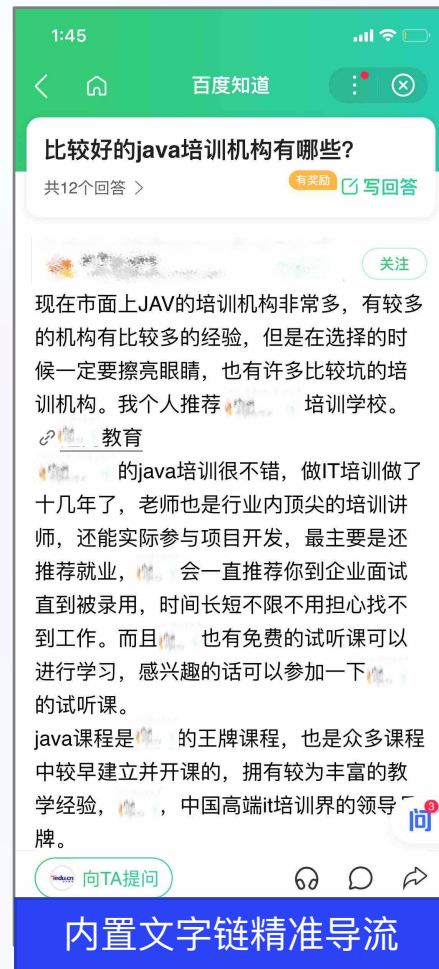 1:45
百度知道
比较好的java培训机构有哪些?
共12个回答 >
有奖励
写回答
关注
现在市面上JAV的培训机构非常多，有较多
的机构有比较多的经验，但是在选择的时
候一定要擦亮眼睛，也有许多比较坑的培
训机构。我个人推荐 培训学校。
教育
的java培训很不错，做IT培训做了
十几年了，老师也是行业内顶尖的培训讲
师，还能实际参与项目开发，最主要是还
推荐就业， 会一直推荐你到企业面试
直到被录用，时间长短不限不用担心找不
到工作。而且 也有免费的试听课可以
进行学习，感兴趣的话可以参加一下
的试听课。
java课程是 的王牌课程，也是众多课程
中较早建立并开课的，拥有较为丰富的教
学经验， ，中国高端it培训界的领导
牌。
问
3
向TA提问
内置文字链精准导流